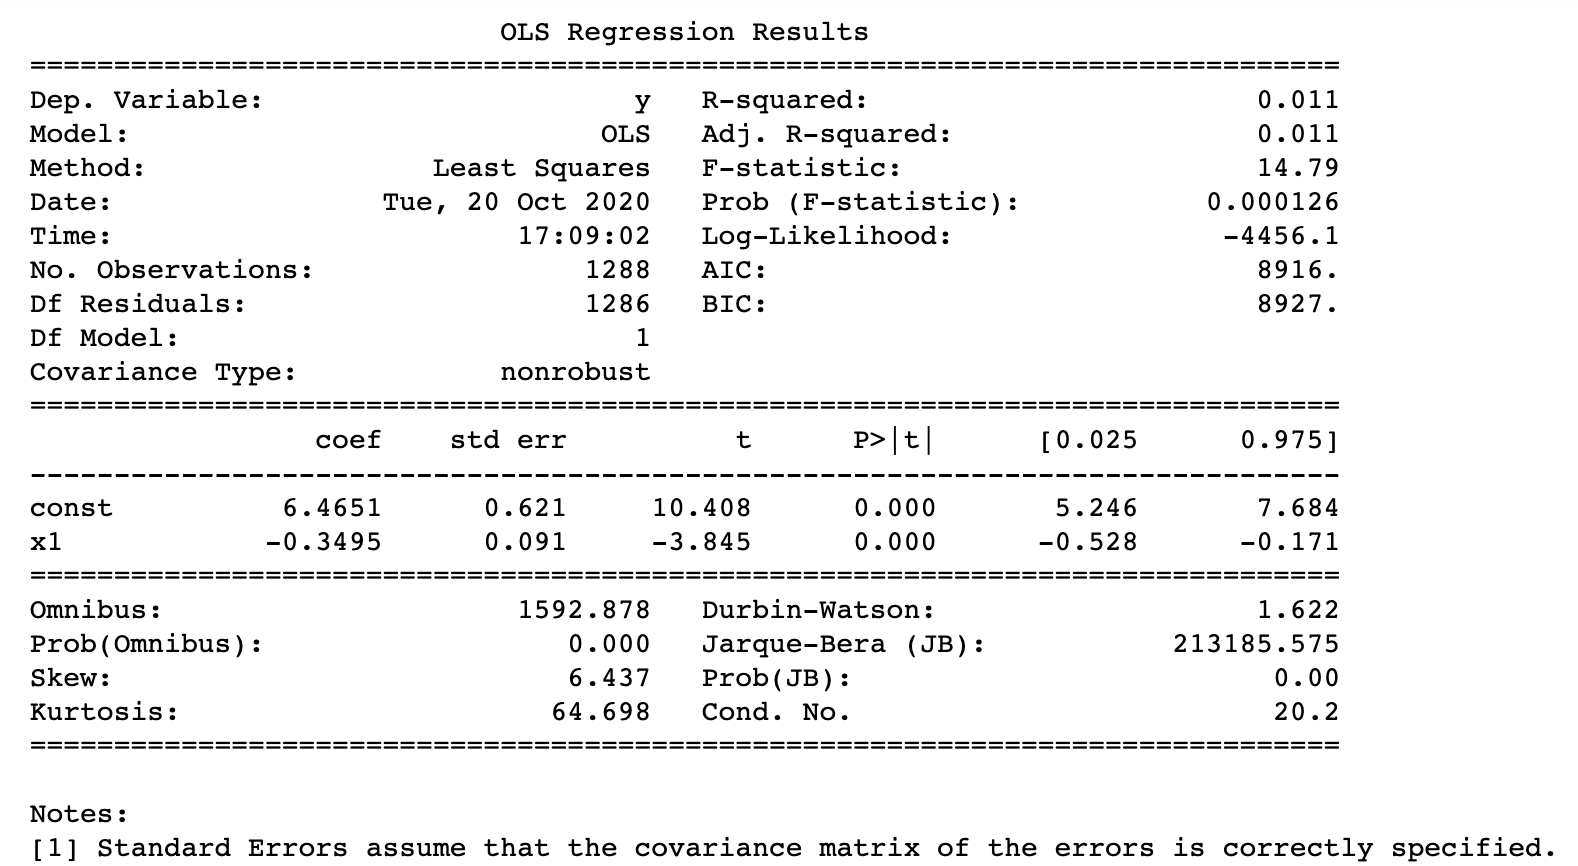 OLS Regression Results
==============================================================================
Dep. Variable:                      y   R-squared:                       0.011
Model:                            OLS   Adj. R-squared:                  0.011
Method:                 Least Squares   F-statistic:                     14.79
Date:                Tue, 20 Oct 2020   Prob (F-statistic):           0.000126
Time:                        17:09:02   Log-Likelihood:                -4456.1
No. Observations:                1288   AIC:                             8916.
Df Residuals:                    1286   BIC:                             8927.
Df Model:                           1
Covariance Type:            nonrobust
==============================================================================
                 coef    std err          t      P>|t|      [0.025      0.975]
------------------------------------------------------------------------------
const          6.4651      0.621     10.408      0.000       5.246       7.684
x1            -0.3495      0.091     -3.845      0.000      -0.528      -0.171
==============================================================================
Omnibus:                     1592.878   Durbin-Watson:                   1.622
Prob(Omnibus):                  0.000   Jarque-Bera (JB):           213185.575
Skew:                           6.437   Prob(JB):                         0.00
Kurtosis:                      64.698   Cond. No.                         20.2
==============================================================================
Notes:
[1] Standard Errors assume that the covariance matrix of the errors is correctly specified.